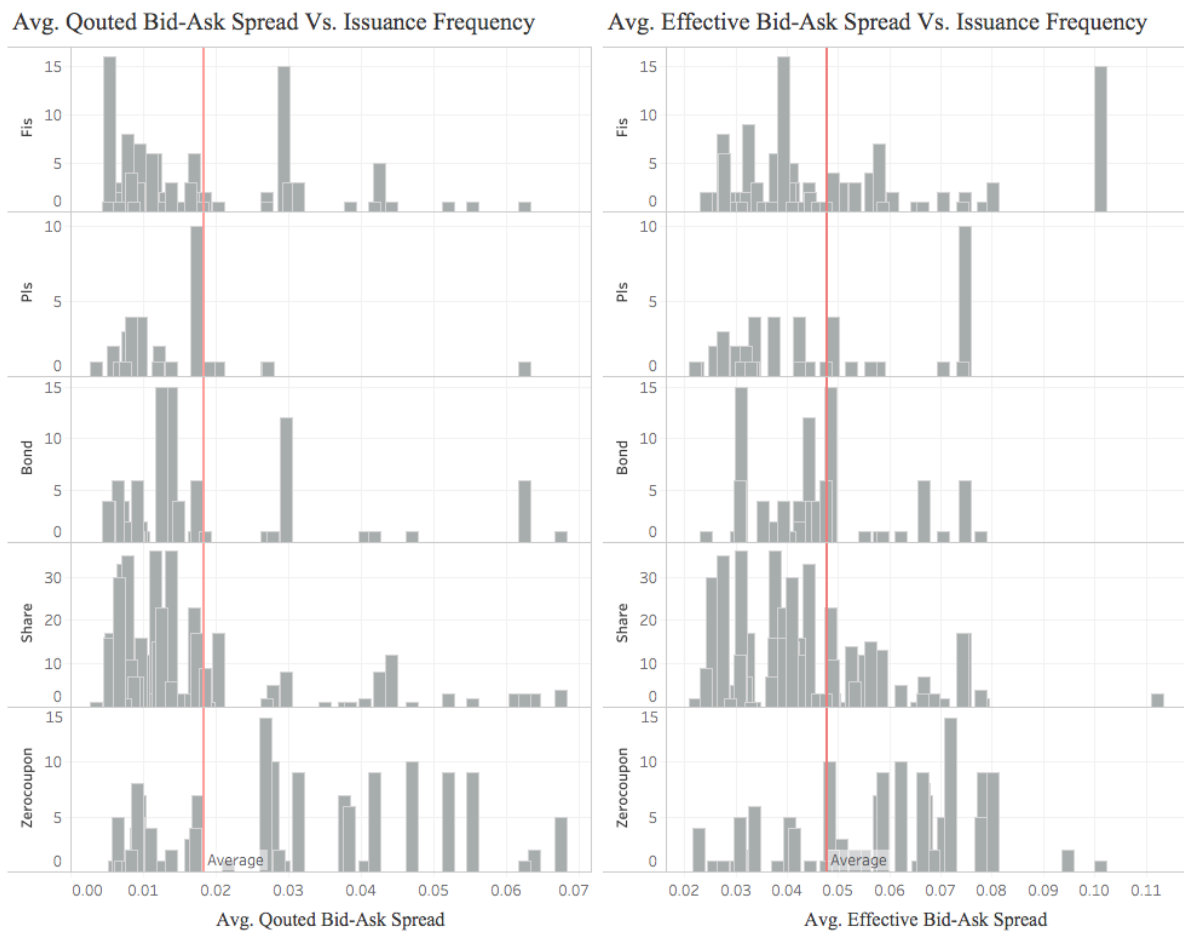 Avg. Qouted Bid-Ask Spread Vs. Issuance Frequency
15
10
5
0
Fis
10
5
0
PIs
15
10
5
0
Bond
30
20
10
0
Share
15
10
5
0
Zerocoupon
Average
0.00 0.01 0.02 0.03 0.04 0.05 0.06 0.07
Avg. Qouted Bid-Ask Spread
Avg. Effective Bid-Ask Spread Vs. Issuance Frequency
15
10
5
0
Fis
10
5
0
PIs
15
10
5
0
Bond
30
20
10
0
Share
15
10
5
0
Zerocoupon
Average
0.02 0.03 0.04 0.05 0.06 0.07 0.08 0.09 0.10 0.11
Avg. Effective Bid-Ask Spread